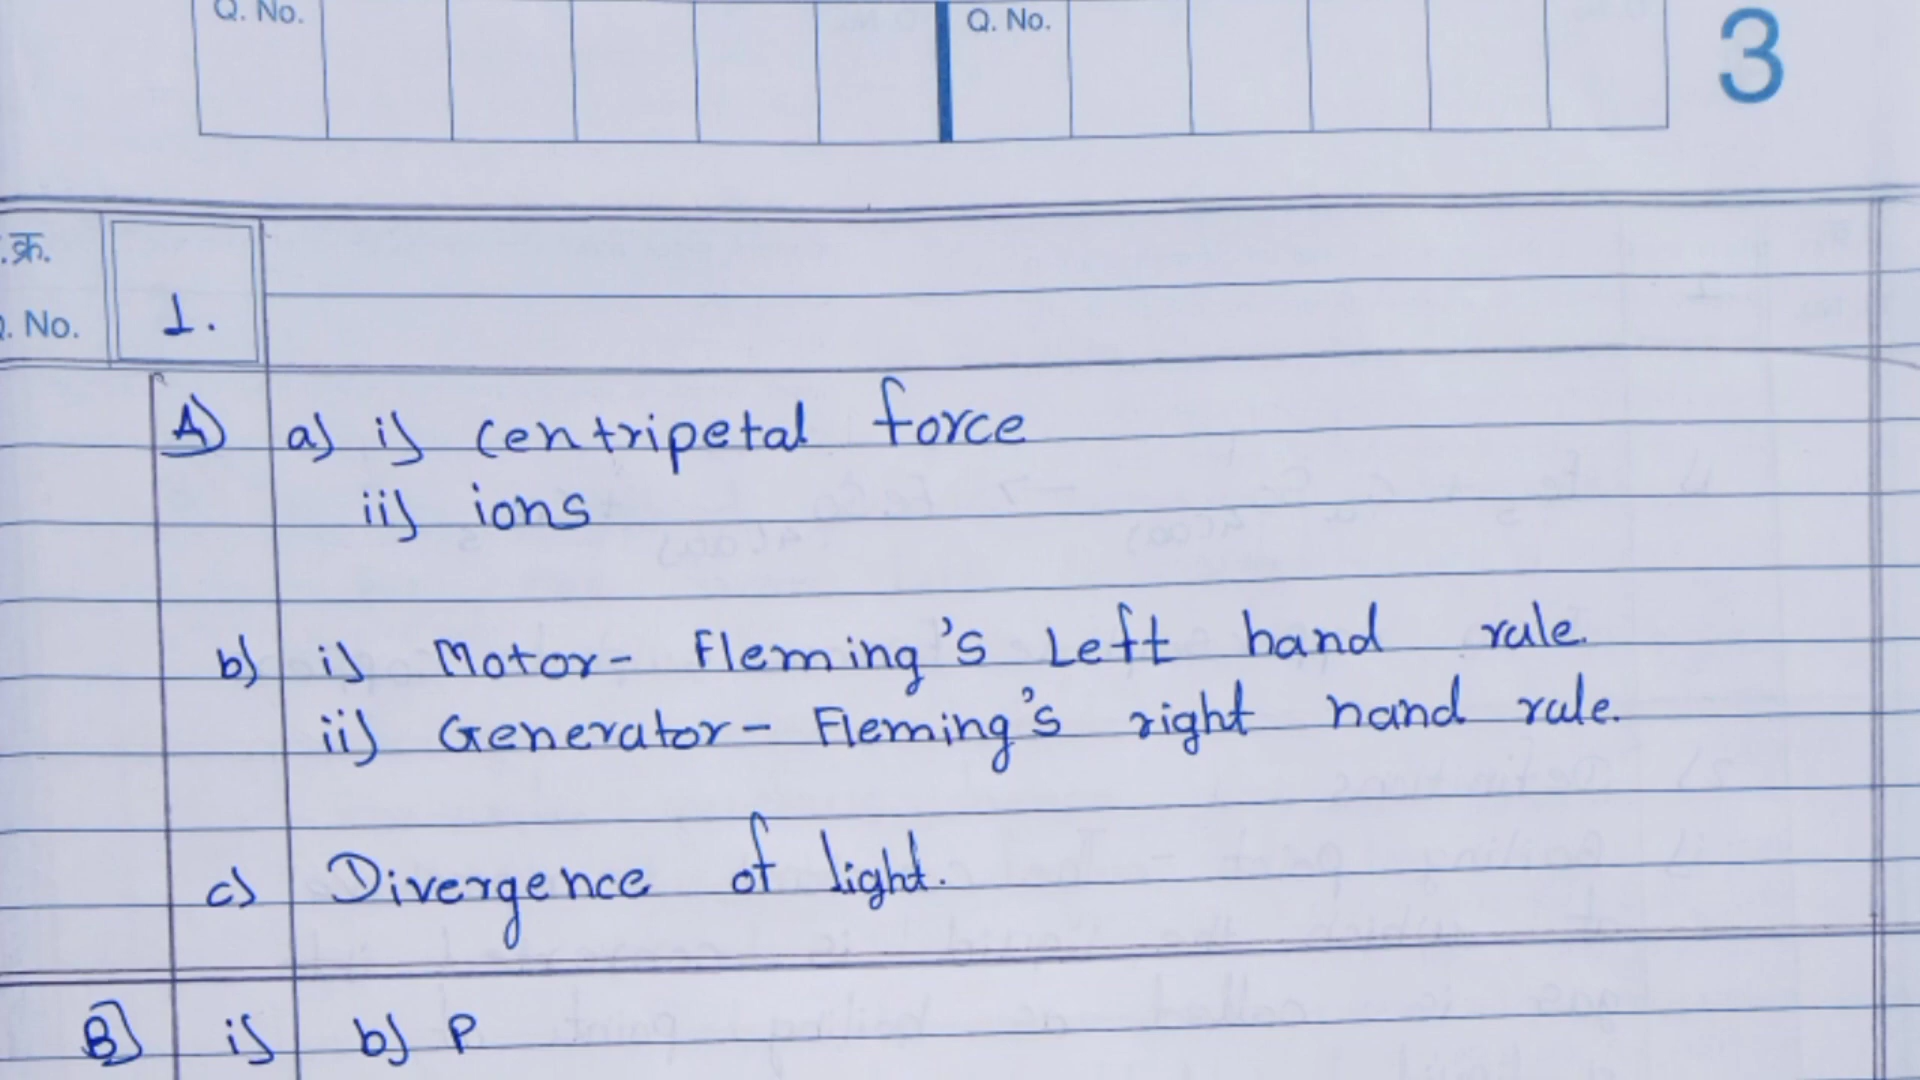 Q. No. Q. No. 3
.क्र.
. No. 1.
A) a) i) Centripetal force
ii) ions
b) i) Motor- Fleming's Left hand rule.
ii) Generator- Fleming's right hand rule.
c) Divergence of light.
B) i) b) P